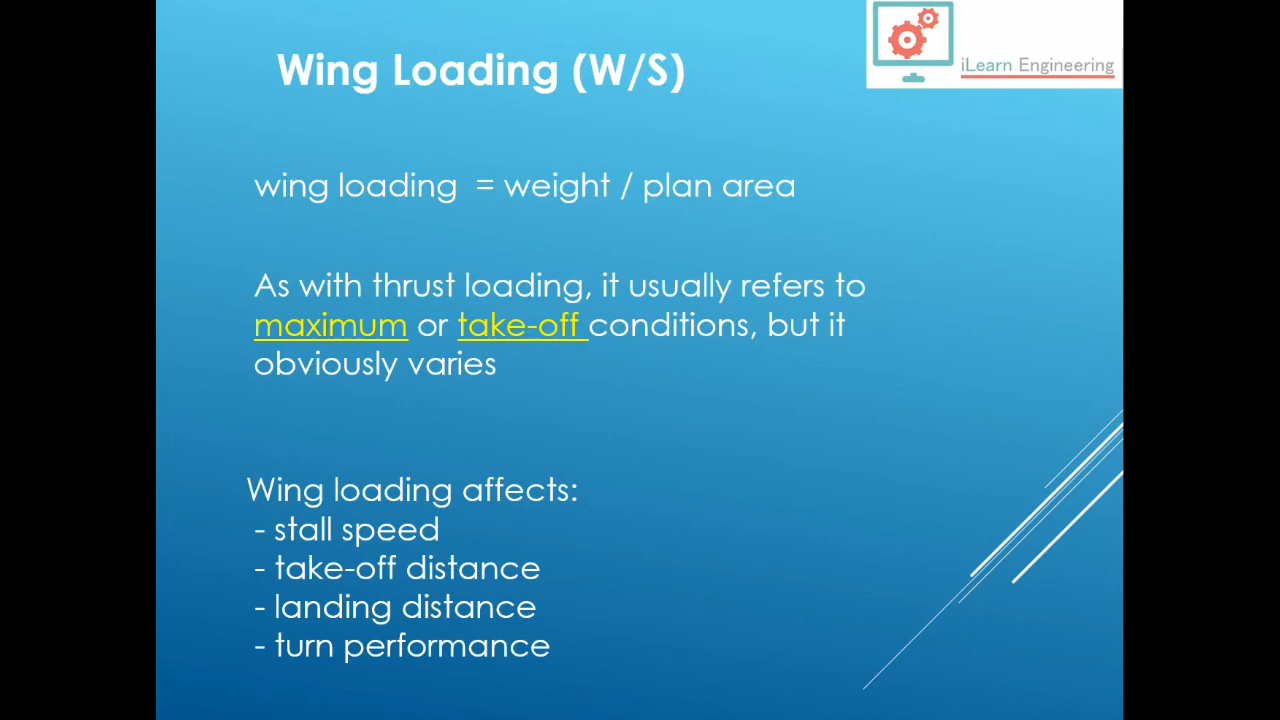 Wing Loading (W/S)
iLearn Engineering
wing loading = weight / plan area
As with thrust loading, it usually refers to
maximum or take-off conditions, but it
obviously varies
Wing loading affects:
- stall speed
- take-off distance
- landing distance
- turn performance